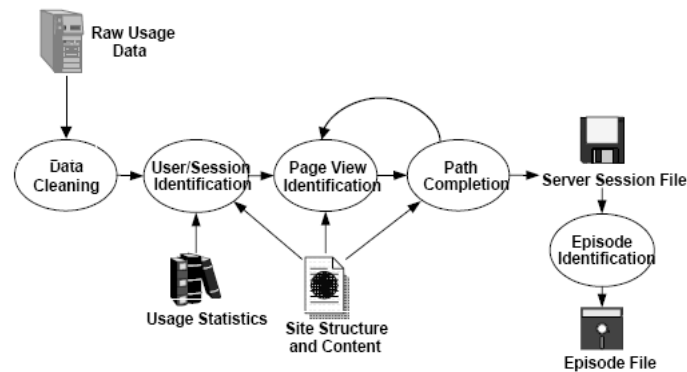 Raw Usage
Data
Data
Cleaning
User/Session
Identification
Page View
Identification
Path
Completion
Server Session File
Episode
Identification
Usage Statistics
Site Structure
and Content
Episode File